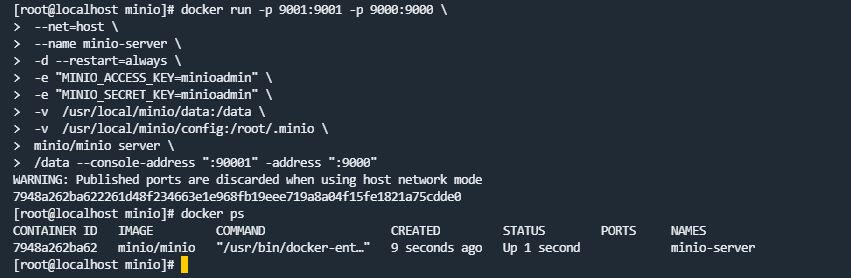 [root@localhost minio]# docker run -p 9001:9001 -p 9000:9000 \
>  --net=host \
>  --name minio-server \
>  -d --restart=always \
>  -e "MINIO_ACCESS_KEY=minioadmin" \
>  -e "MINIO_SECRET_KEY=minioadmin" \
>  -v  /usr/local/minio/data:/data \
>  -v  /usr/local/minio/config:/root/.minio \
>  minio/minio server \
>  /data --console-address ":90001" -address ":9000"
WARNING: Published ports are discarded when using host network mode
7948a262ba622261d48f234663e1e968fb19eee719a8a04f15fe1821a75cdde0
[root@localhost minio]# docker ps
CONTAINER ID   IMAGE         COMMAND                  CREATED         STATUS        PORTS     NAMES
7948a262ba62   minio/minio   "/usr/bin/docker-ent…"   9 seconds ago   Up 1 second             minio-server
[root@localhost minio]#